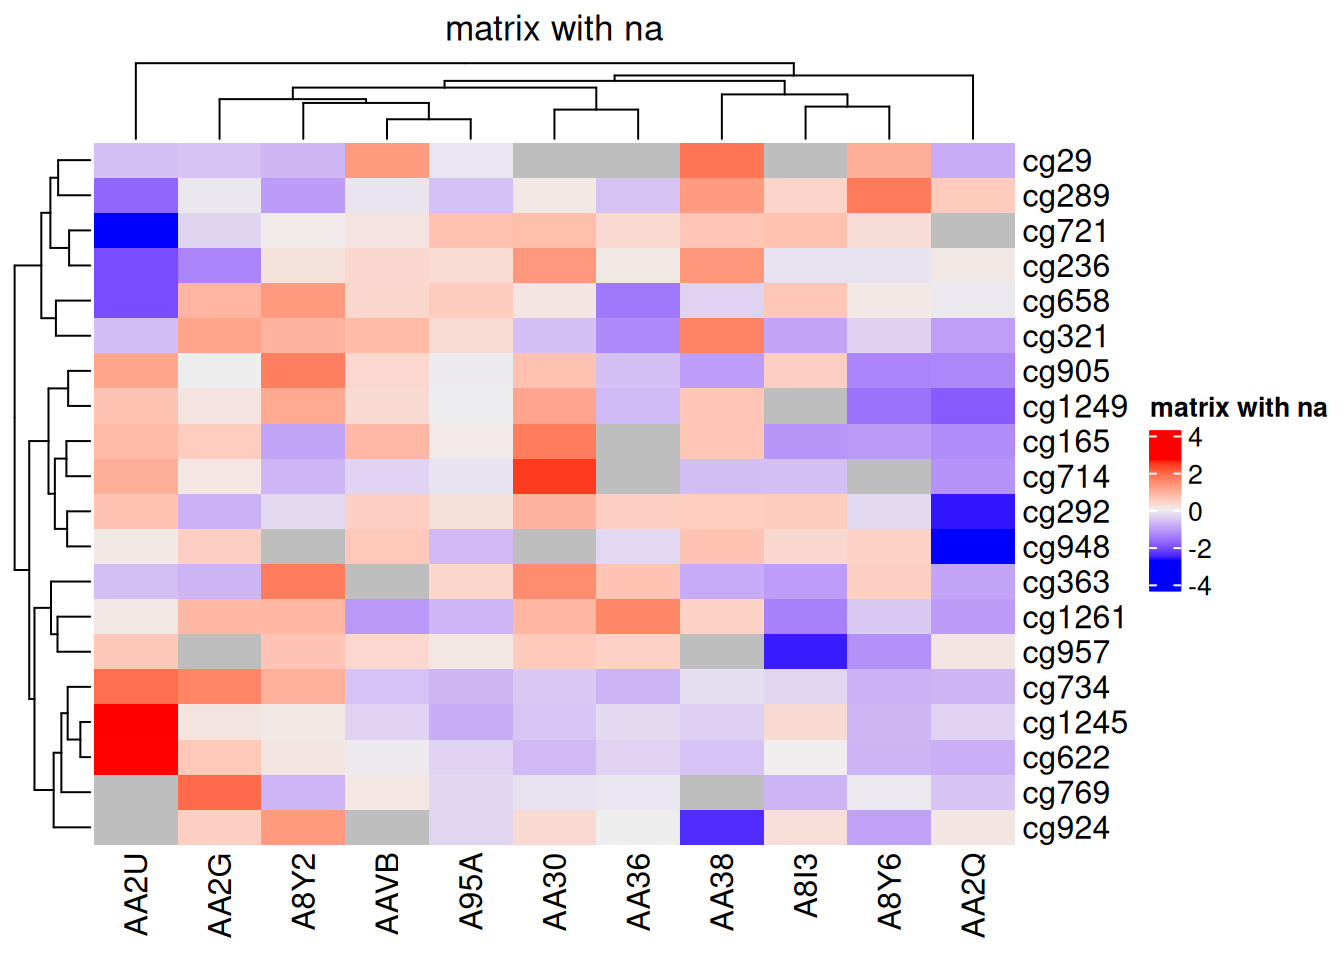 matrix with na
cg29
cg289
cg721
cg236
cg658
cg321
cg905
cg1249
cg165
cg714
cg292
cg948
cg363
cg1261
cg957
cg734
cg1245
cg622
cg769
cg924
AA2U
AA2G
A8Y2
AAVB
A95A
AA30
AA36
AA38
A8I3
A8Y6
AA2Q
matrix with na
4
2
0
-2
-4